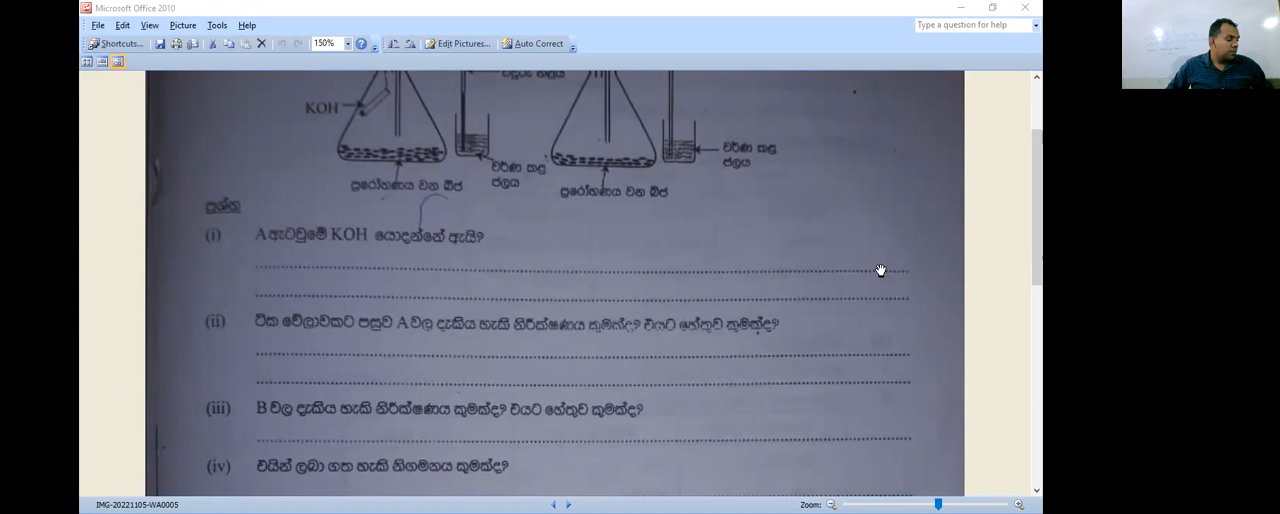 Microsoft Office 2010
File Edit View Picture Tools Help
Type a question for help
Shortcuts... 150% Edit Pictures... Auto Correct
KOH
වර්ණ කළ ජලය
වර්ණ කළ ජලය
ප්‍රරෝහණය වන බීජ
ප්‍රරෝහණය වන බීජ
ප්‍රශ්න
(i) A ඇටවුමේ KOH යොදන්නේ ඇයි?
(ii) ටික වේලාවකට පසුව A වල දැකිය හැකි නිරීක්ෂණය කුමක්ද? එයට හේතුව කුමක්ද?
(iii) B වල දැකිය හැකි නිරීක්ෂණය කුමක්ද? එයට හේතුව කුමක්ද?
(iv) එයින් ලබා ගත හැකි නිගමනය කුමක්ද?
IMG-20221105-WA0005
Zoom: